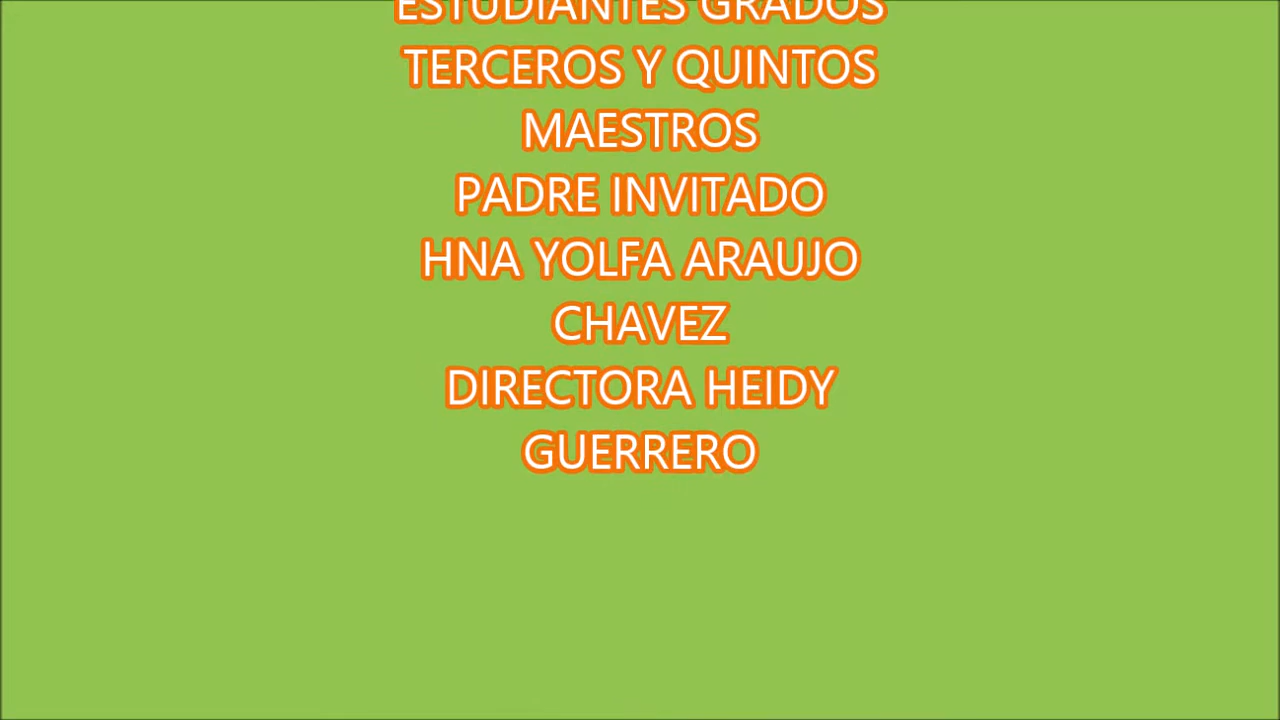 ESTUDIANTES GRADOS
TERCEROS Y QUINTOS
MAESTROS
PADRE INVITADO
HNA YOLFA ARAUJO
CHAVEZ
DIRECTORA HEIDY
GUERRERO